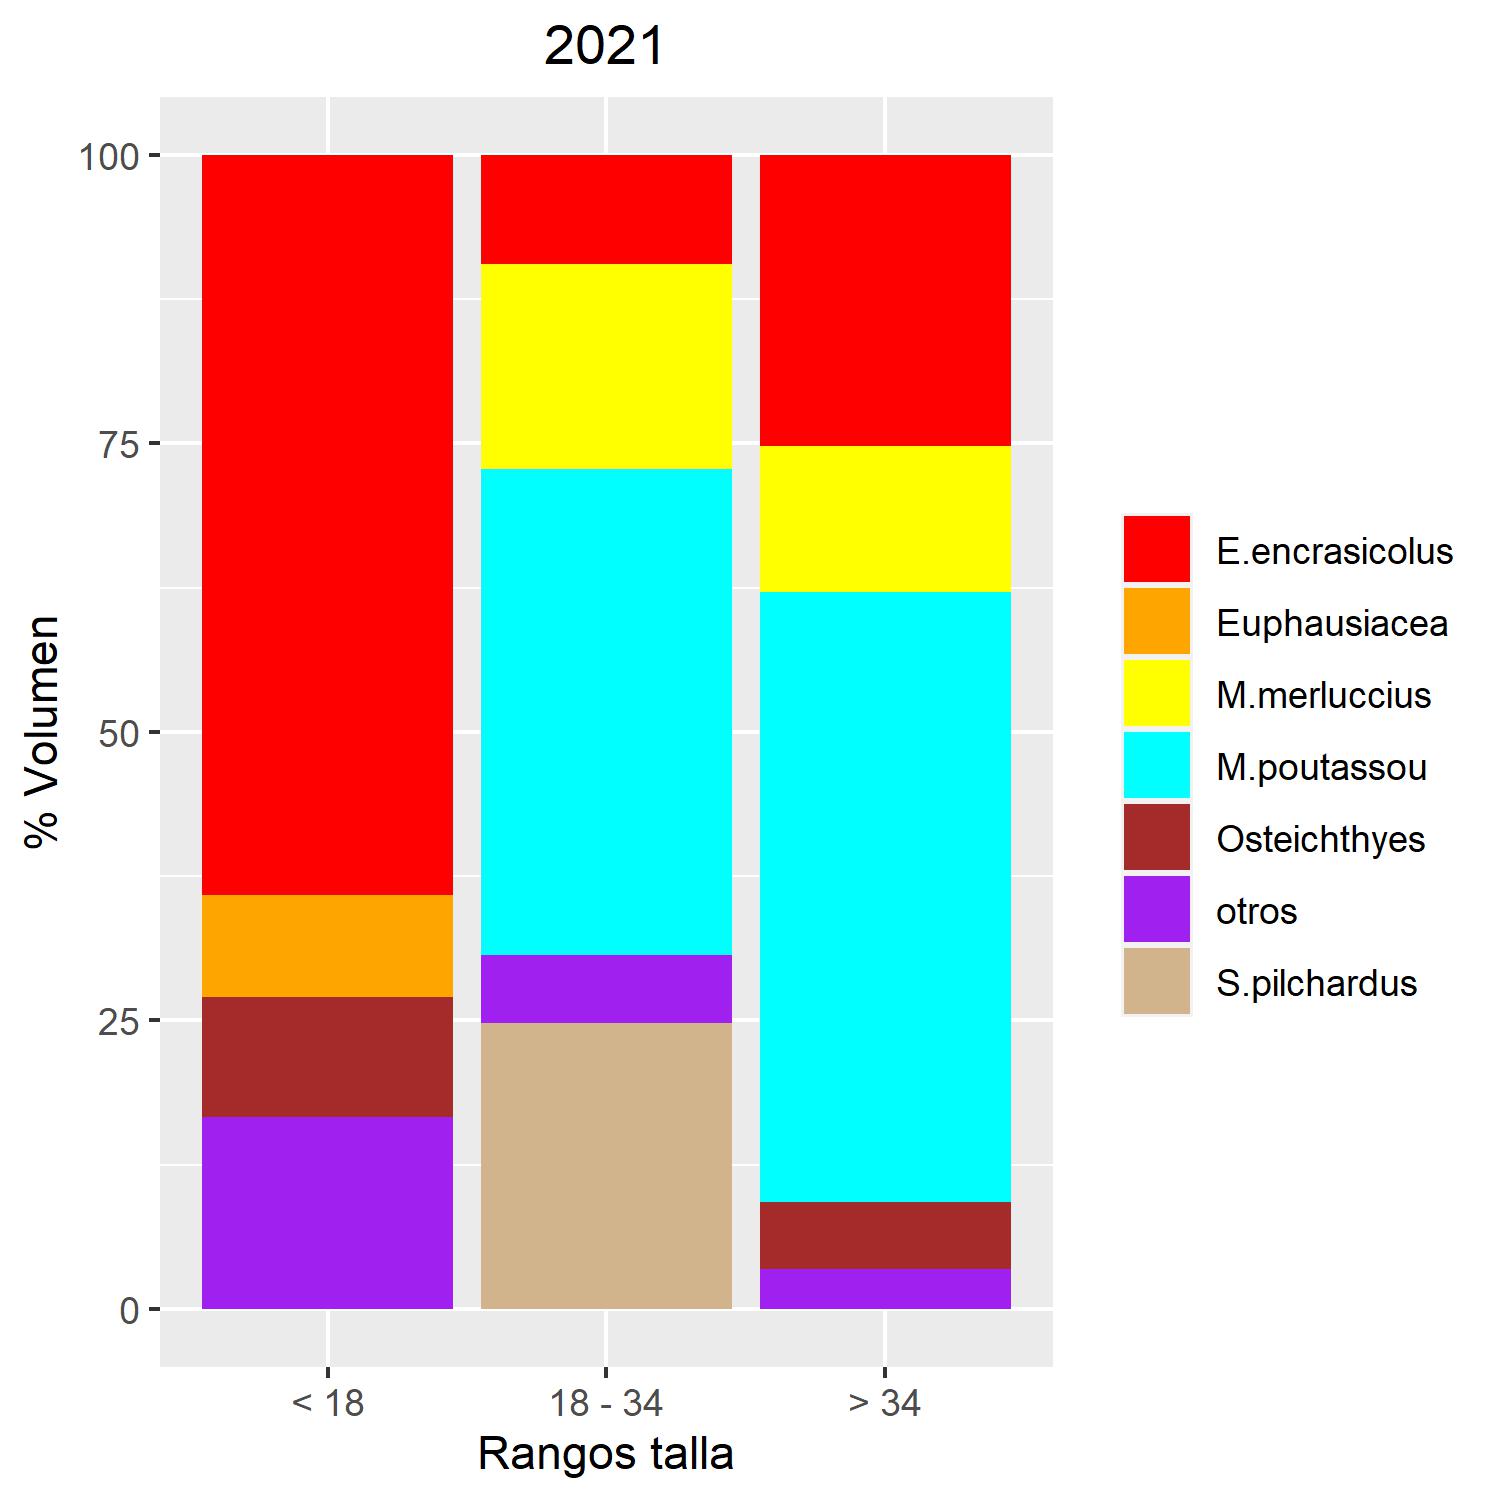 2021
% Volumen
100
75
50
25
0
< 18
18 - 34
> 34
Rangos talla
E.encrasicolus
Euphausiacea
M.merluccius
M.poutassou
Osteichthyes
otros
S.pilchardus